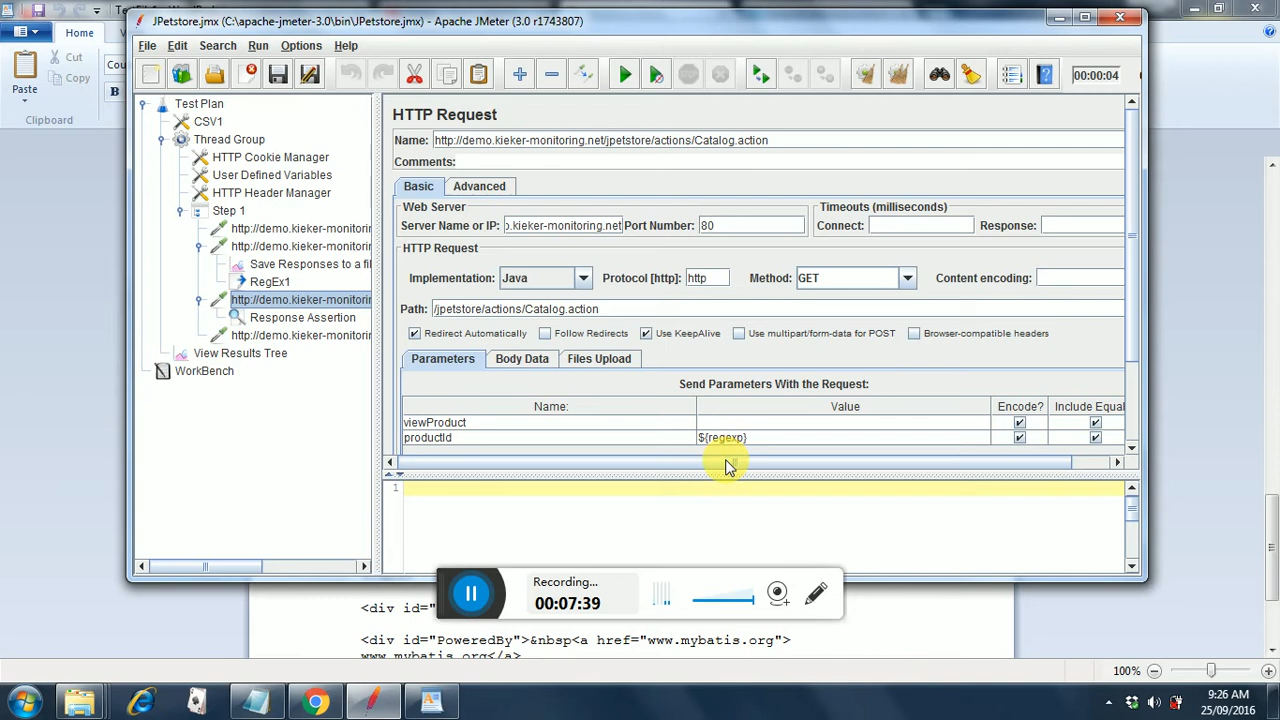 JPetstore.jmx (C:\apache-jmeter-3.0\bin\JPetstore.jmx) - Apache JMeter (3.0 r1743807)
Home
File Edit Search Run Options Help
Cut
Copy
Paste
Clipboard
B
00:00:04
Test Plan
CSV1
Thread Group
HTTP Cookie Manager
User Defined Variables
HTTP Header Manager
Step 1
http://demo.kieker-monitorin
http://demo.kieker-monitorin
Save Responses to a fil
RegEx1
http://demo.kieker-monitorin
Response Assertion
http://demo.kieker-monitorin
View Results Tree
WorkBench
HTTP Request
Name: http://demo.kieker-monitoring.net/jpetstore/actions/Catalog.action
Comments:
Basic Advanced
Web Server
Timeouts (milliseconds)
Server Name or IP: o.kieker-monitoring.net Port Number: 80
Connect: Response:
HTTP Request
Implementation: Java Protocol [http]: http Method: GET Content encoding:
Path: /jpetstore/actions/Catalog.action
Redirect Automatically Follow Redirects Use KeepAlive Use multipart/form-data for POST Browser-compatible headers
Parameters Body Data Files Upload
Send Parameters With the Request:
Name: Value Encode? Include Equal
viewProduct
productId ${regexp}
1
Recording...
00:07:39
<div id="
<div id="PoweredBy">&nbsp<a href="www.mybatis.org">
www.mybatis.org</a>
100%
9:26 AM
25/09/2016